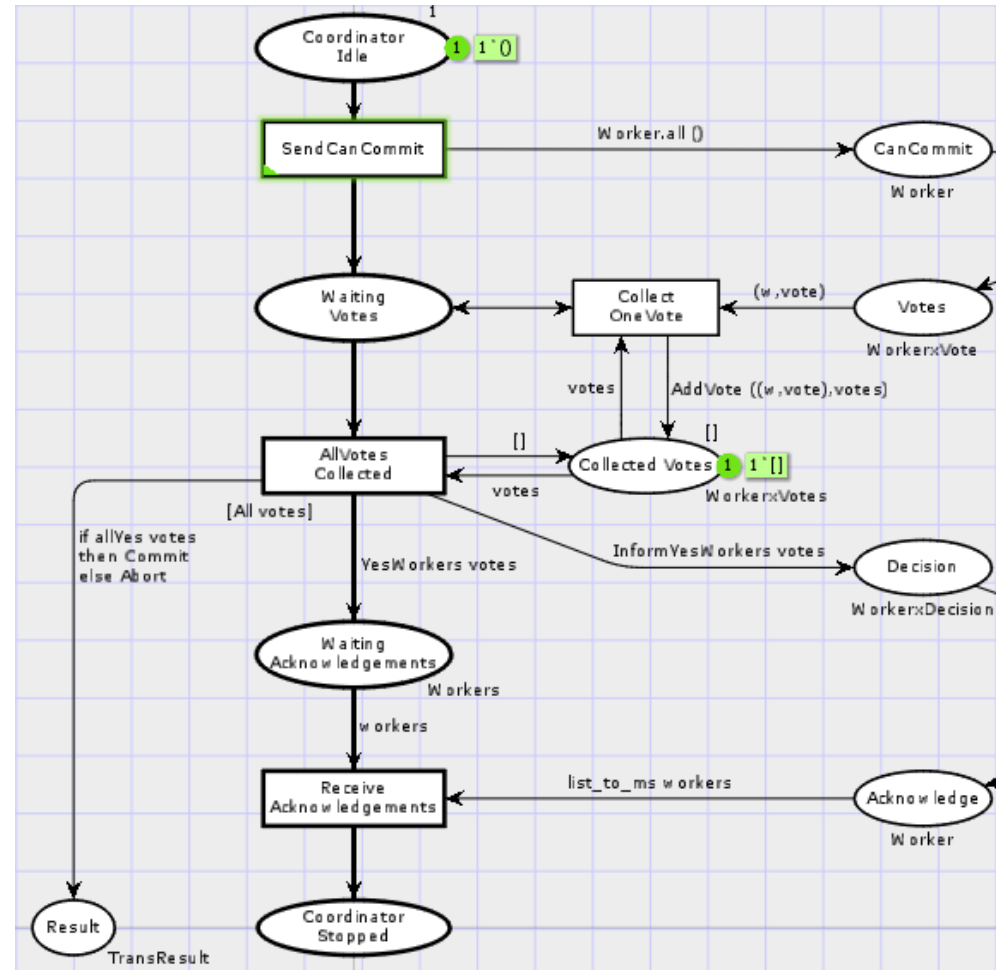 1
Coordinator
Idle
1 1`()
SendCanCommit
Worker.all ()
CanCommit
Worker
Waiting
Votes
Collect
OneVote
(w,vote)
Votes
WorkerxVote
votes
AddVote ((w,vote),votes)
AllVotes
Collected
[]
[]
Collected Votes
1 1`[]
votes
WorkerxVotes
[All votes]
if allYes votes
then Commit
else Abort
InformYesWorkers votes
YesWorkers votes
Decision
WorkerxDecision
Waiting
Acknowledgements
Workers
workers
Receive
Acknowledgements
list_to_ms workers
Acknowledge
Worker
Result
TransResult
Coordinator
Stopped